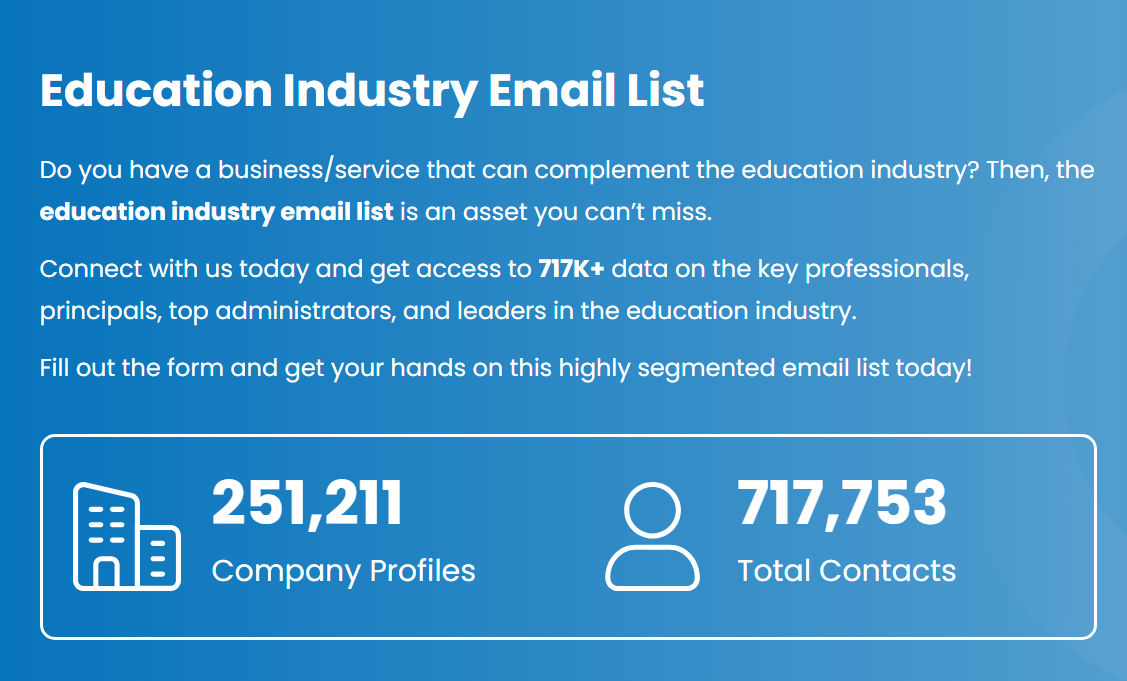 Education Industry Email List
Do you have a business/service that can complement the education industry? Then, the
education industry email list is an asset you can’t miss.
Connect with us today and get access to 717K+ data on the key professionals,
principals, top administrators, and leaders in the education industry.
Fill out the form and get your hands on this highly segmented email list today!
251,211
Company Profiles
717,753
Total Contacts